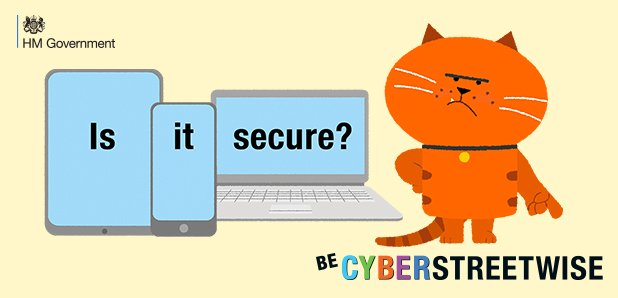 HM Government
Is it secure?
BE CYBERSTREETWISE